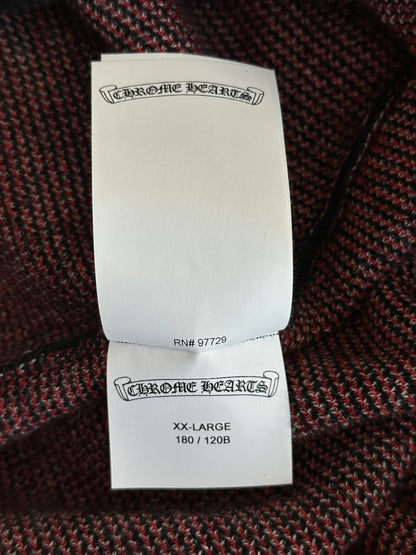 CHROME HEARTS
RN# 97729
CHROME HEARTS
XX-LARGE
180 / 120B